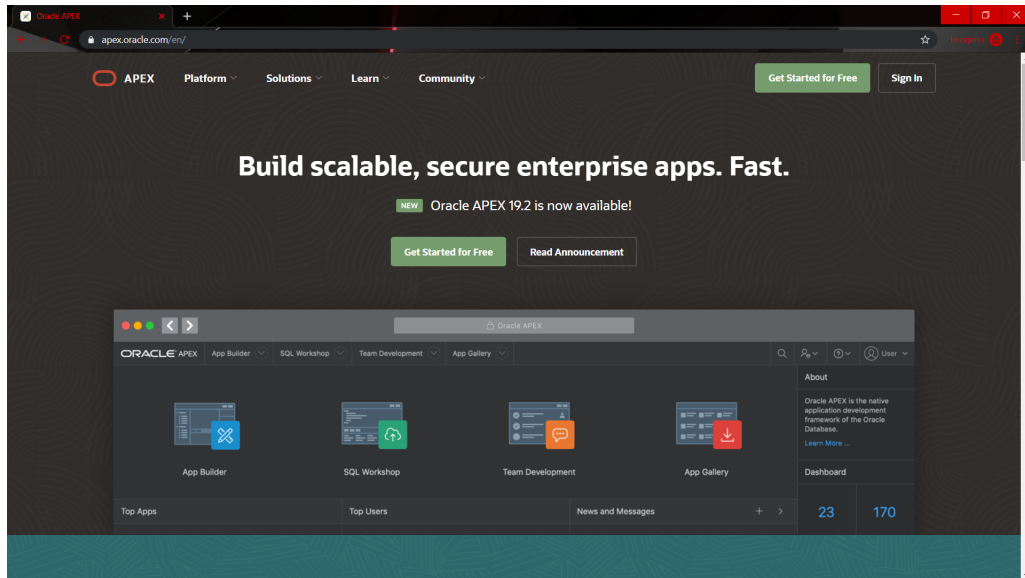 Oracle APEX
apex.oracle.com/en/
APEX Platform Solutions Learn Community Get Started for Free Sign In
Build scalable, secure enterprise apps. Fast.
NEW Oracle APEX 19.2 is now available!
Get Started for Free Read Announcement
Oracle APEX
ORACLE APEX App Builder SQL Workshop Team Development App Gallery User
About
Oracle APEX is the native
application development
framework of the Oracle
Database.
Learn More ...
App Builder SQL Workshop Team Development App Gallery
Dashboard
Top Apps Top Users News and Messages
23 170